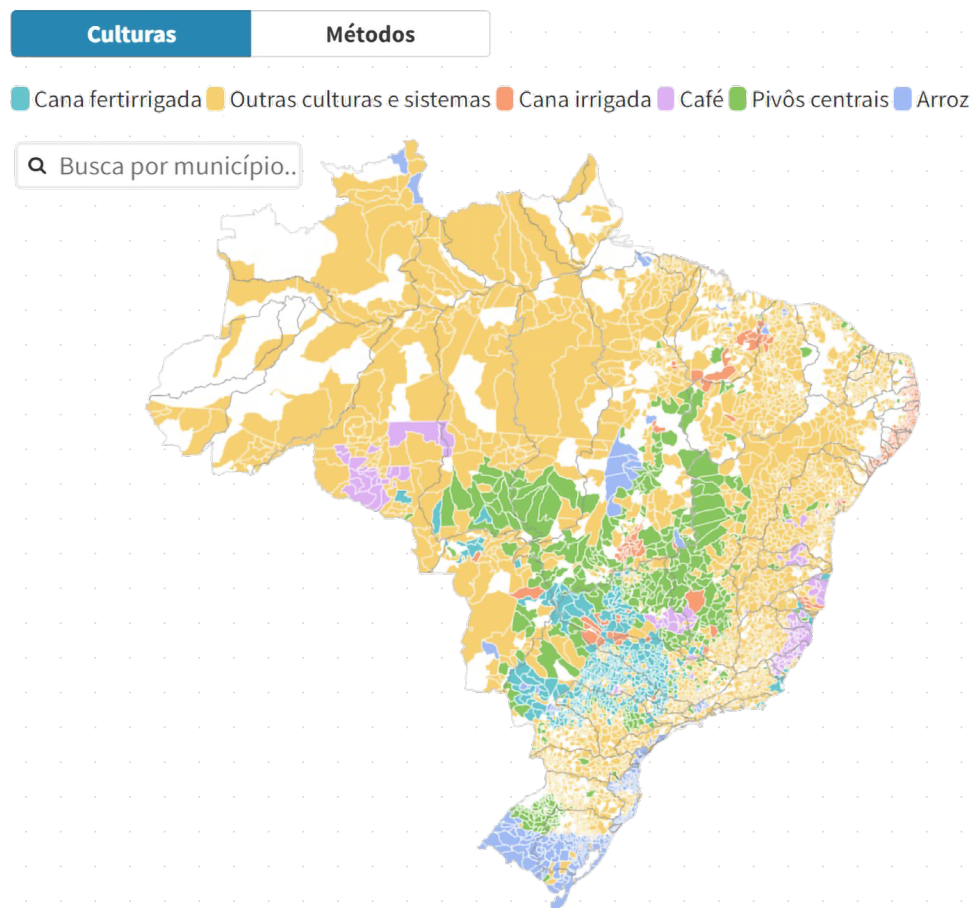 Culturas Métodos
Cana fertirrigada Outras culturas e sistemas Cana irrigada Café Pivôs centrais Arroz
Busca por município..